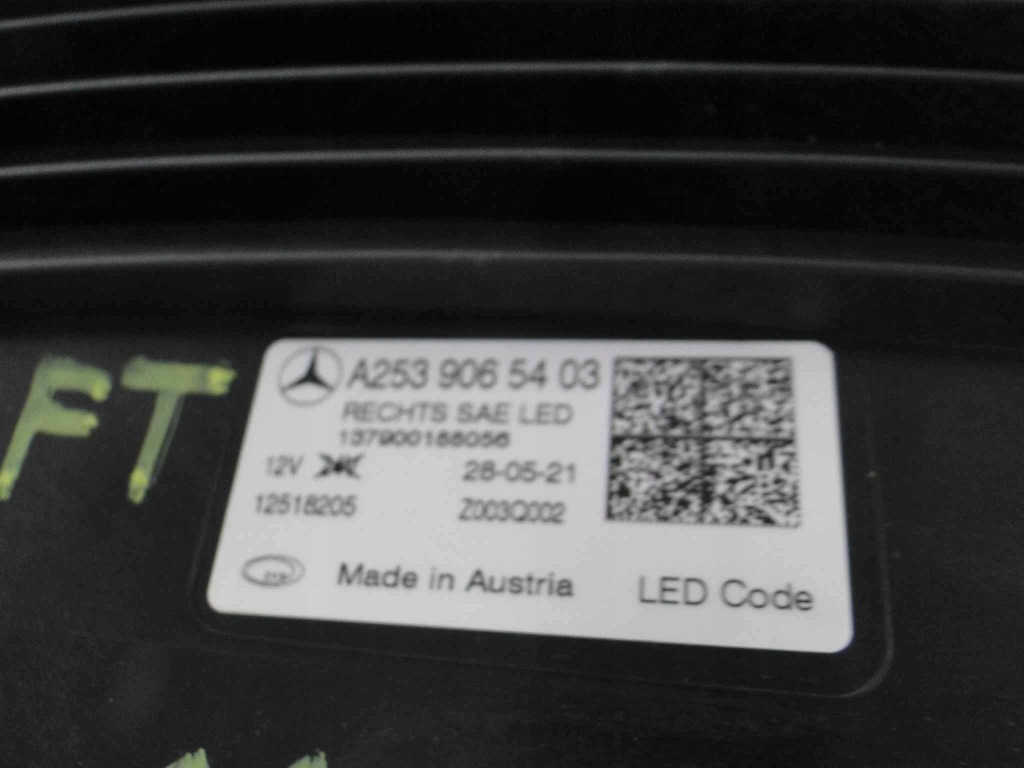 FT
A253 906 54 03
RECHTS SAE LED
137900188056
12V
28-05-21
12518205
Z003Q002
Made in Austria
LED Code